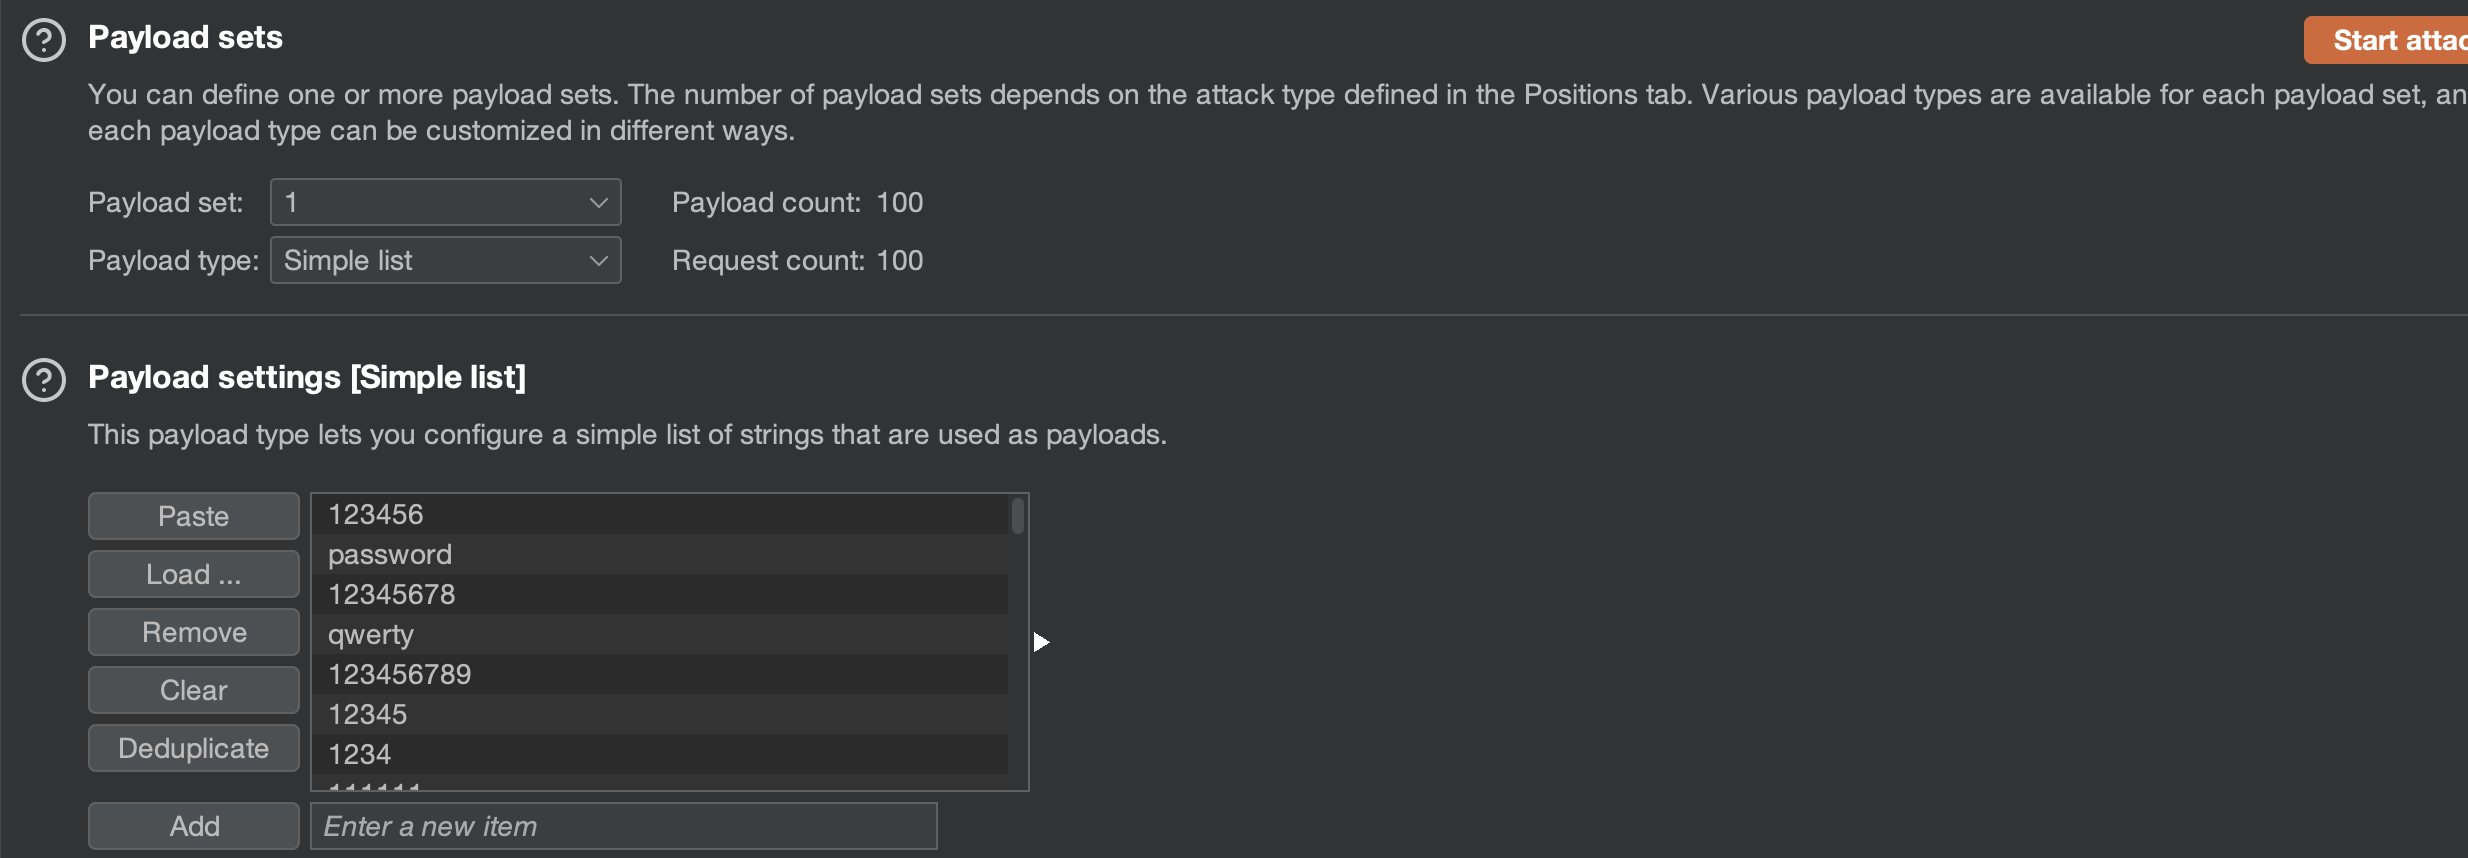 Payload sets
Start attac
You can define one or more payload sets. The number of payload sets depends on the attack type defined in the Positions tab. Various payload types are available for each payload set, an
each payload type can be customized in different ways.
Payload set: 1 Payload count: 100
Payload type: Simple list Request count: 100
Payload settings [Simple list]
This payload type lets you configure a simple list of strings that are used as payloads.
Paste
Load ...
Remove
Clear
Deduplicate
123456
password
12345678
qwerty
123456789
12345
1234
Add
Enter a new item